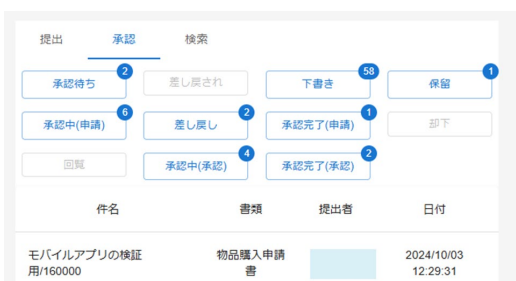 提出 承認 検索
承認待ち 2 差し戻され 下書き 58 保留 1
承認中(申請) 6 差し戻し 2 承認完了(申請) 1 却下
回覧 承認中(承認) 4 承認完了(承認) 2
件名 書類 提出者 日付
モバイルアプリの検証 物品購入申請 2024/10/03
用/160000 書 12:29:31